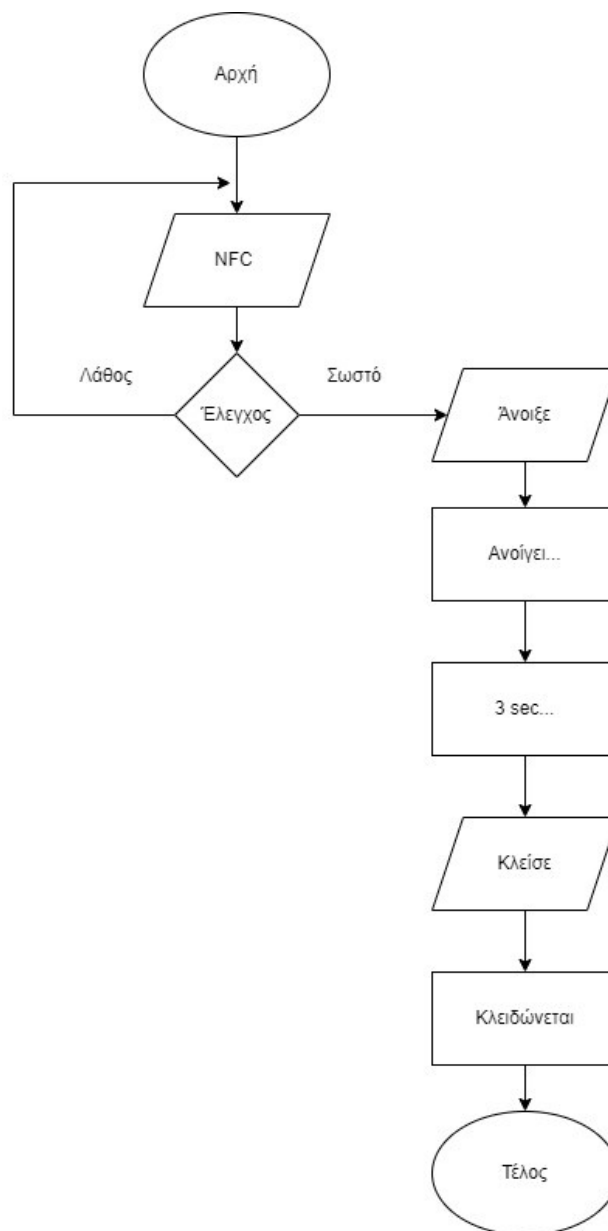 Αρχή
NFC
Λάθος
Σωστό
Έλεγχος
Άνοιξε
Ανοίγει...
3 sec...
Κλείσε
Κλειδώνεται
Τέλος